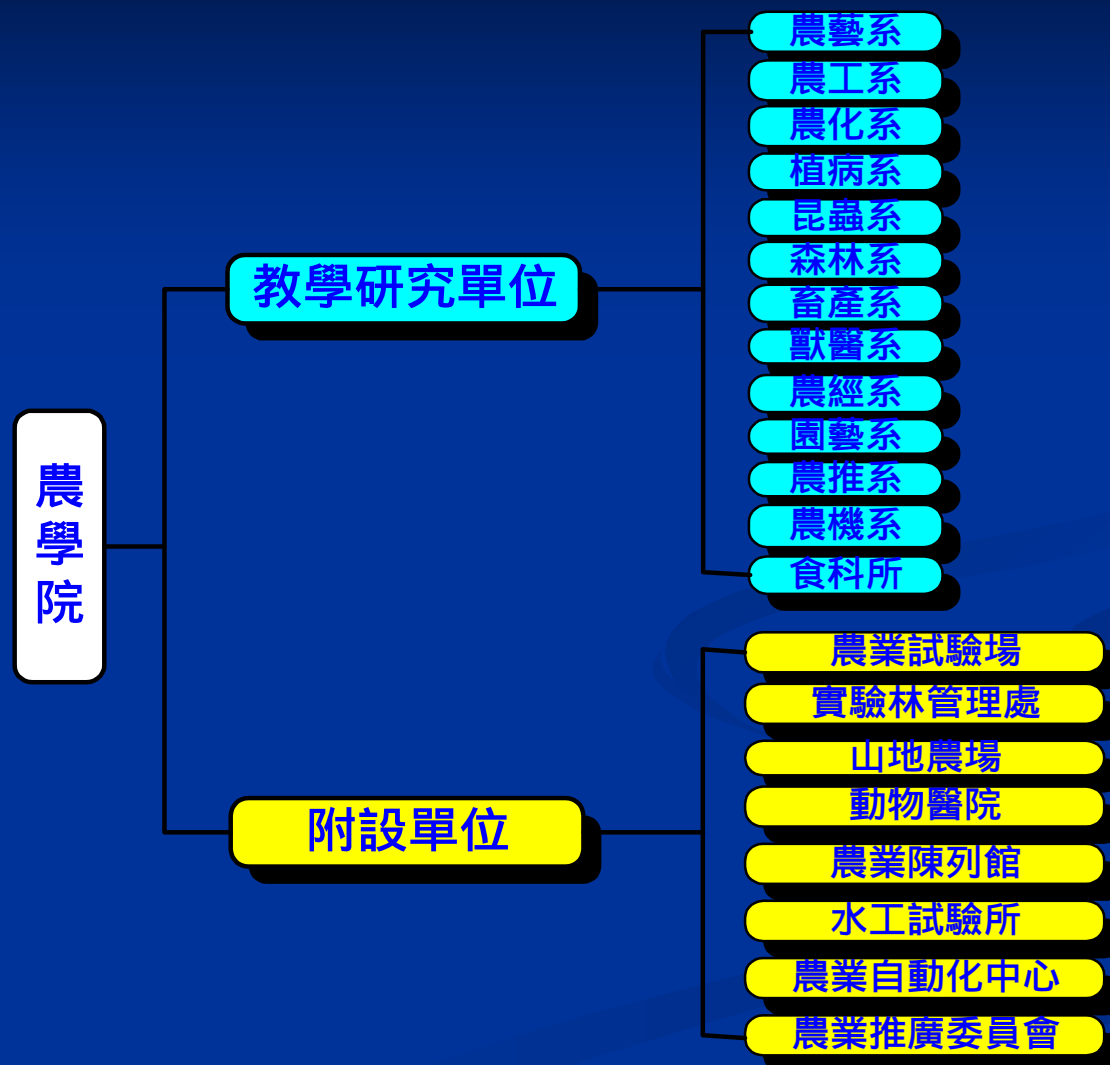 農學院
教學研究單位
農藝系
農工系
農化系
植病系
昆蟲系
森林系
畜產系
獸醫系
農經系
園藝系
農推系
農機系
食科所
附設單位
農業試驗場
實驗林管理處
山地農場
動物醫院
農業陳列館
水工試驗所
農業自動化中心
農業推廣委員會